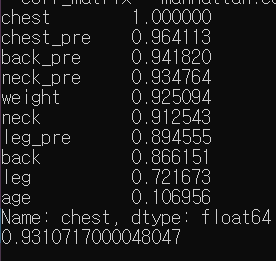 corr_matrix = manhattan.co
chest 1.000000
chest_pre 0.964113
back_pre 0.941820
neck_pre 0.934764
weight 0.925094
neck 0.912543
leg_pre 0.894555
back 0.866151
leg 0.721673
age 0.106956
Name: chest, dtype: float64
0.9310717000048047